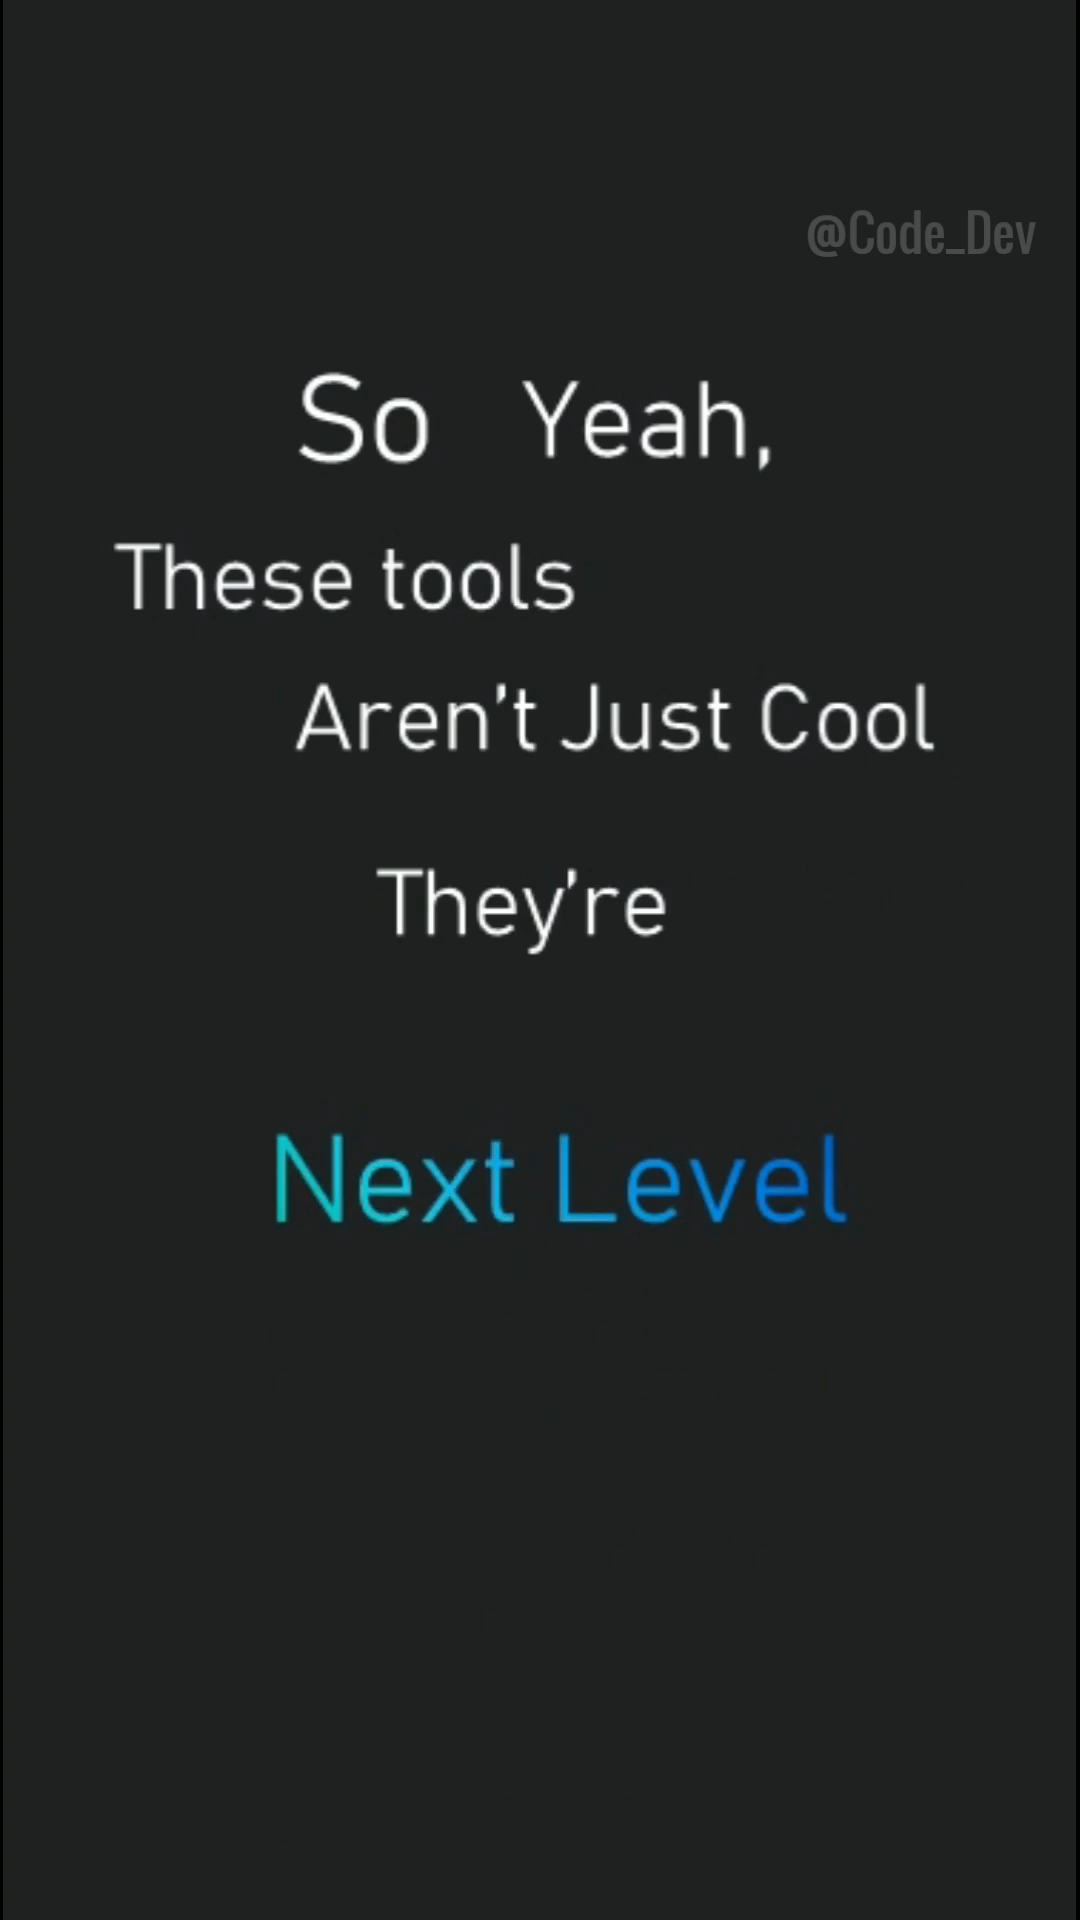 @Code_Dev
So Yeah,
These tools
Aren't Just Cool
They're
Next Level